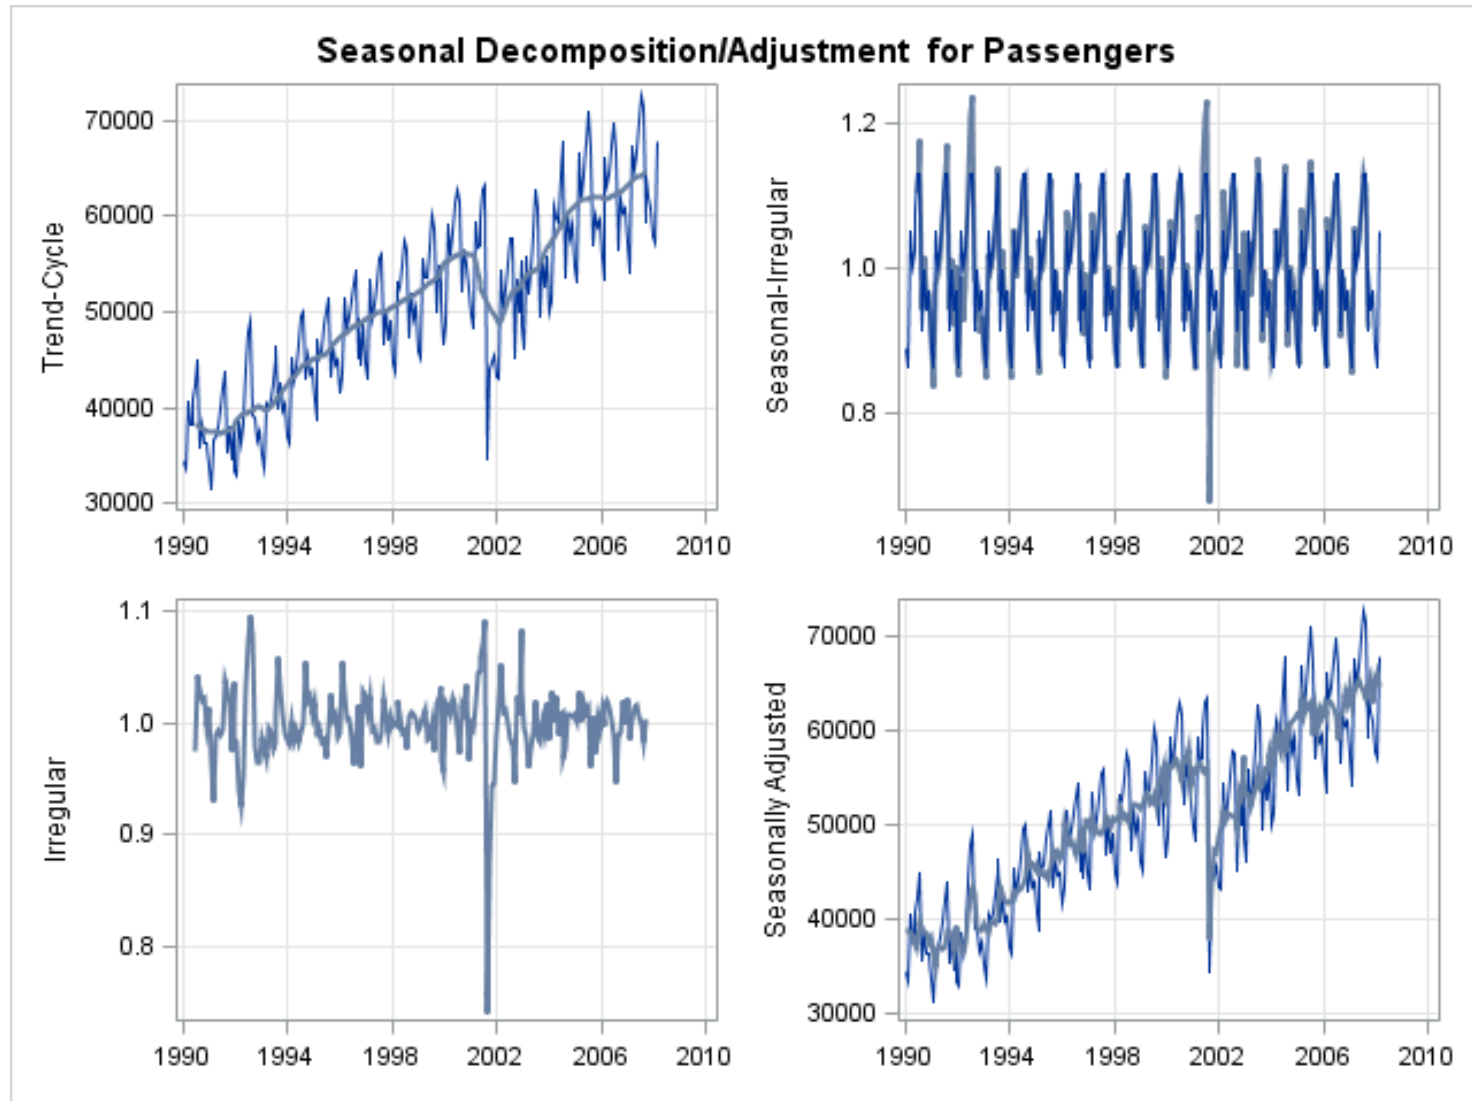 Seasonal Decomposition/Adjustment for Passengers
Trend-Cycle
70000
60000
50000
40000
30000
1990 1994 1998 2002 2006 2010
Seasonal-Irregular
1.2
1.0
0.8
1990 1994 1998 2002 2006 2010
Irregular
1.1
1.0
0.9
0.8
1990 1994 1998 2002 2006 2010
Seasonally Adjusted
70000
60000
50000
40000
30000
1990 1994 1998 2002 2006 2010